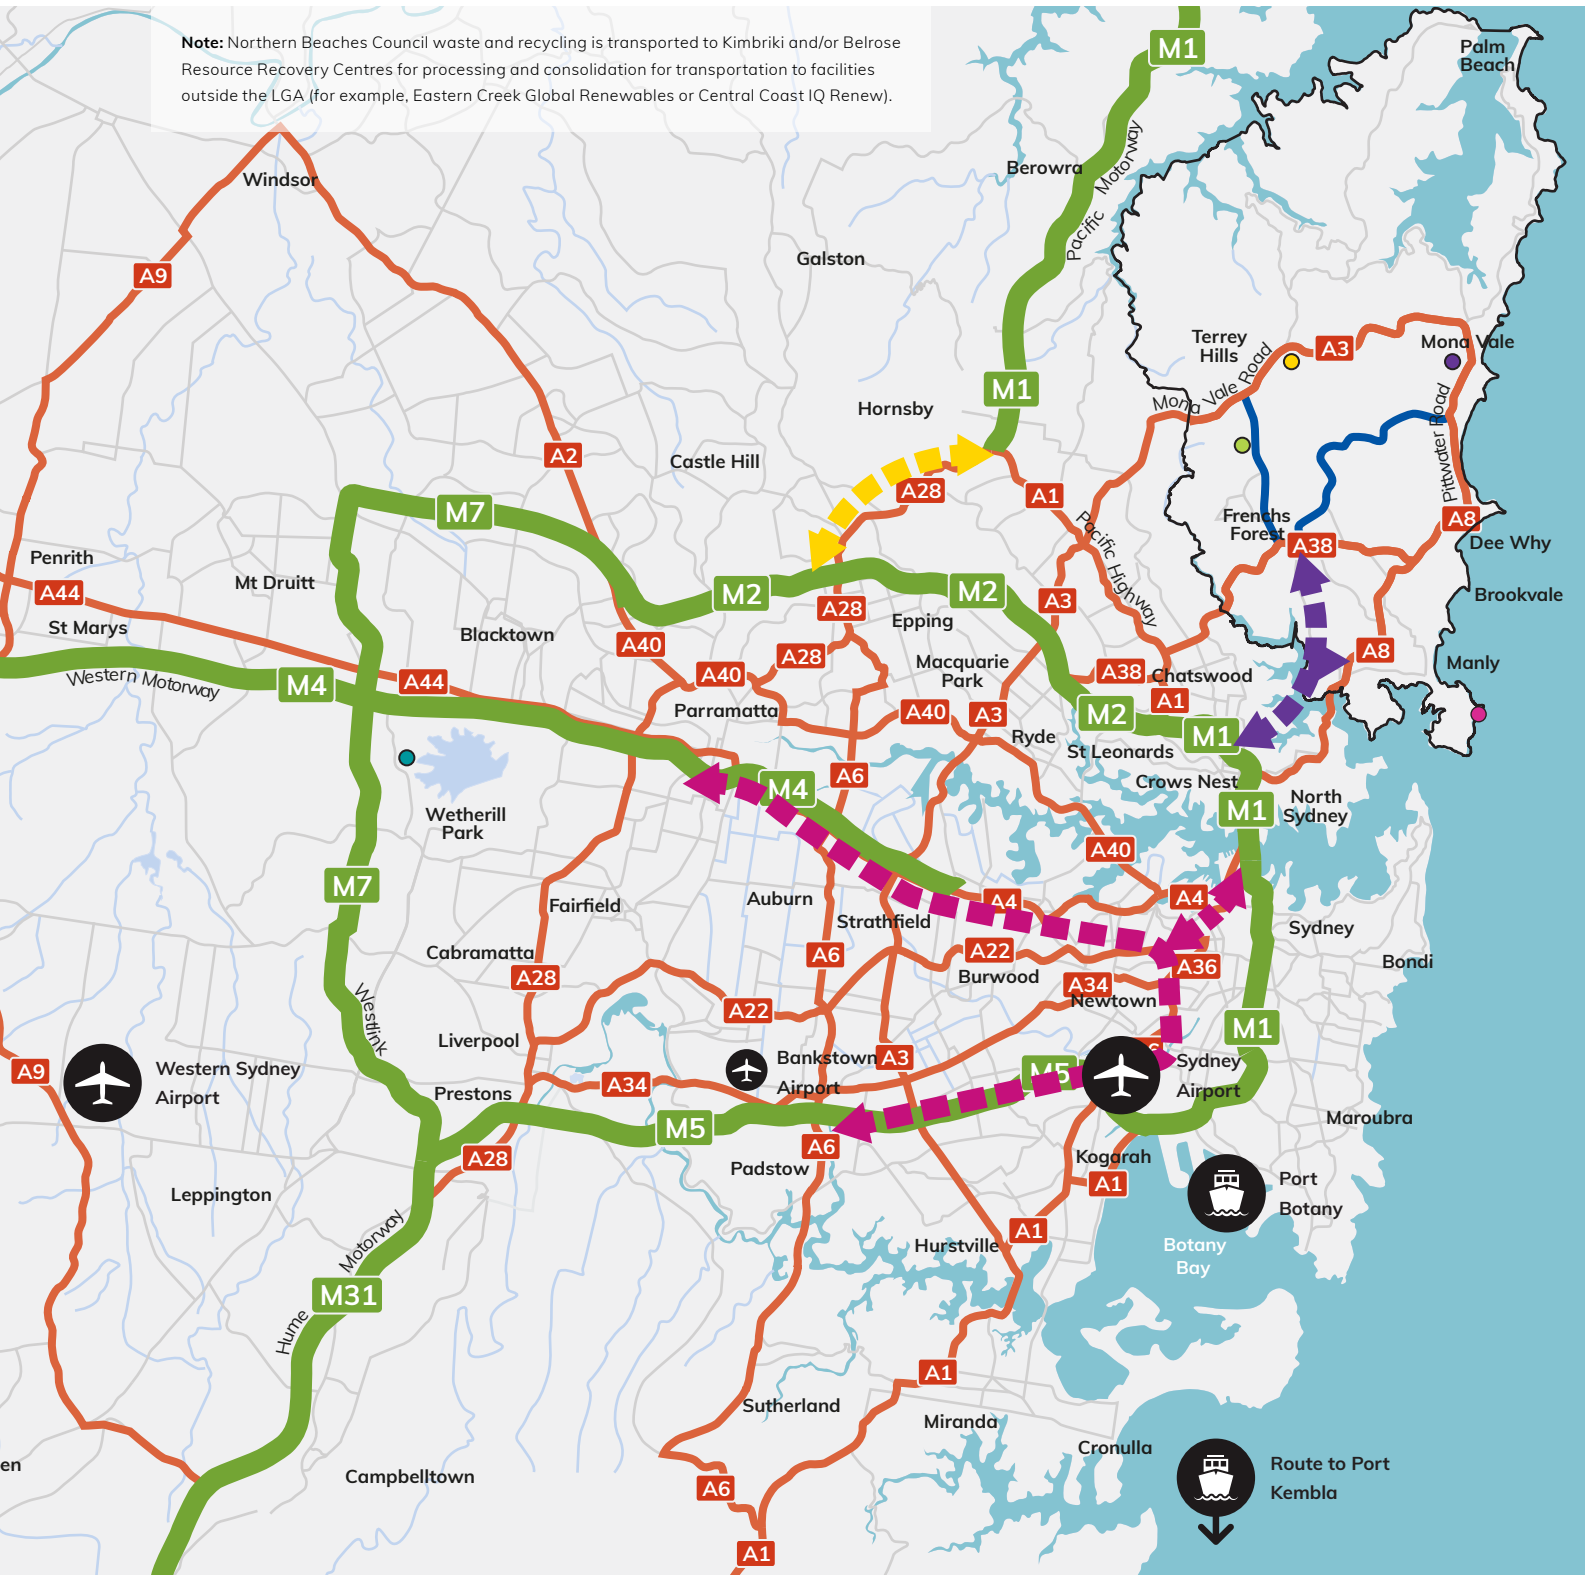 Note: Northern Beaches Council waste and recycling is transported to Kimbriki and/or Belrose
Resource Recovery Centres for processing and consolidation for transportation to facilities
outside the LGA (for example, Eastern Creek Global Renewables or Central Coast IQ Renew).
M1
Palm
Beach
Berowra
Pacific Motorway
Windsor
Galston
A9
Terrey
Hills
A3
Mona Vale
Mona Vale Road
M1
Hornsby
Pittwater Road
A2
Castle Hill
A28
A1
M7
Pacific Highway
Frenchs
Forest
A38
A8
Dee Why
Penrith
Mt Druitt
A44
M2
M2
A28
A3
Brookvale
St Marys
Blacktown
Epping
A40
A28
A8
Manly
Western Motorway
M4
A44
A40
Macquarie
Park
A38
Chatswood
A1
Parramatta
A40
A3
M2
M1
Ryde
St Leonards
A6
Crows Nest
M4
North
Sydney
M1
Wetherill
Park
A40
M7
Fairfield
Auburn
A4
A4
Strathfield
Sydney
Cabramatta
A6
A22
Burwood
A36
Bondi
A28
A34
Newtown
Westlink
A22
M1
Liverpool
Bankstown
Airport
A3
M5
Sydney
Airport
A9
Western Sydney
Airport
A34
Prestons
M5
Maroubra
A6
A28
Padstow
Kogarah
A1
Port
Botany
Leppington
Motorway
A1
Hurstville
Botany
Bay
M31
Hume
A1
Sutherland
Miranda
Cronulla
en
Campbelltown
Route to Port
Kembla
A6
A1